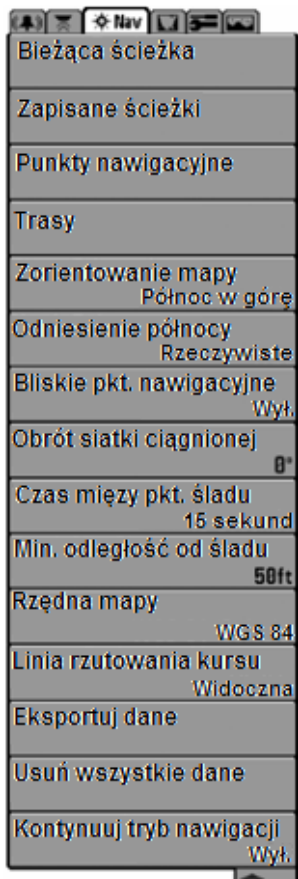 Nav
Bieżąca ścieżka
Zapisane ścieżki
Punkty nawigacyjne
Trasy
Zorientowanie mapy
Północ w górę
Odniesienie północy
Rzeczywiste
Bliskie pkt. nawigacyjne
Wył.
Obrót siatki ciągnionej
0°
Czas mięzy pkt. śladu
15 sekund
Min. odległość od śladu
50ft
Rzędna mapy
WGS 84
Linia rzutowania kursu
Widoczna
Eksportuj dane
Usuń wszystkie dane
Kontynuuj tryb nawigacji
Wył.